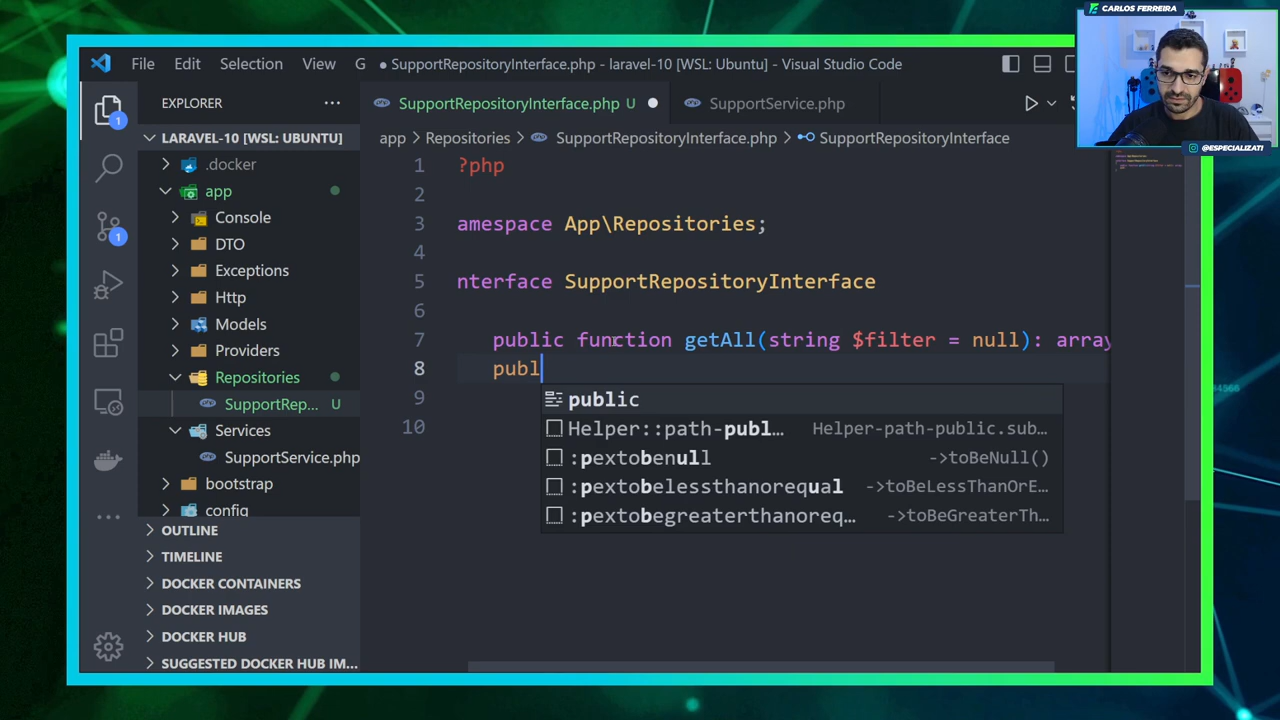 CARLOS FERREIRA
@ESPECIALIZATI
File Edit Selection View G ● SupportRepositoryInterface.php - laravel-10 [WSL: Ubuntu] - Visual Studio Code
EXPLORER
SupportRepositoryInterface.php U ●
SupportService.php
app > Repositories > SupportRepositoryInterface.php > SupportRepositoryInterface
1
1
LARAVEL-10 [WSL: UBUNTU]
.docker
app
Console
DTO
Exceptions
Http
Models
Providers
Repositories
SupportRep... U
Services
SupportService.php
bootstrap
config
OUTLINE
TIMELINE
DOCKER CONTAINERS
DOCKER IMAGES
DOCKER HUB
SUGGESTED DOCKER HUB IM...
1 ?php
2
3 amespace App\Repositories;
4
5 nterface SupportRepositoryInterface
6
7 public function getAll(string $filter = null): array
8 publ
9
10
public
Helper::path-publ... Helper-path-public.sub...
:pextobenull ->toBeNull()
:pextobelessthanorequal ->toBeLessThanOrE...
:pextobegreaterthanoreq... ->toBeGreaterTh...